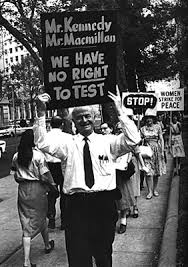 Mr. Kennedy
Mr. Macmillan
WE HAVE
NO RIGHT
TO TEST
STOP!
WOMEN
STRIKE FOR
PEACE